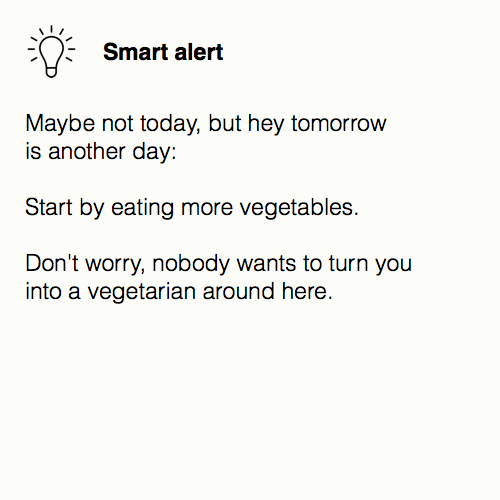 Smart alert
Maybe not today, but hey tomorrow
is another day:
Start by eating more vegetables.
Don't worry, nobody wants to turn you
into a vegetarian around here.